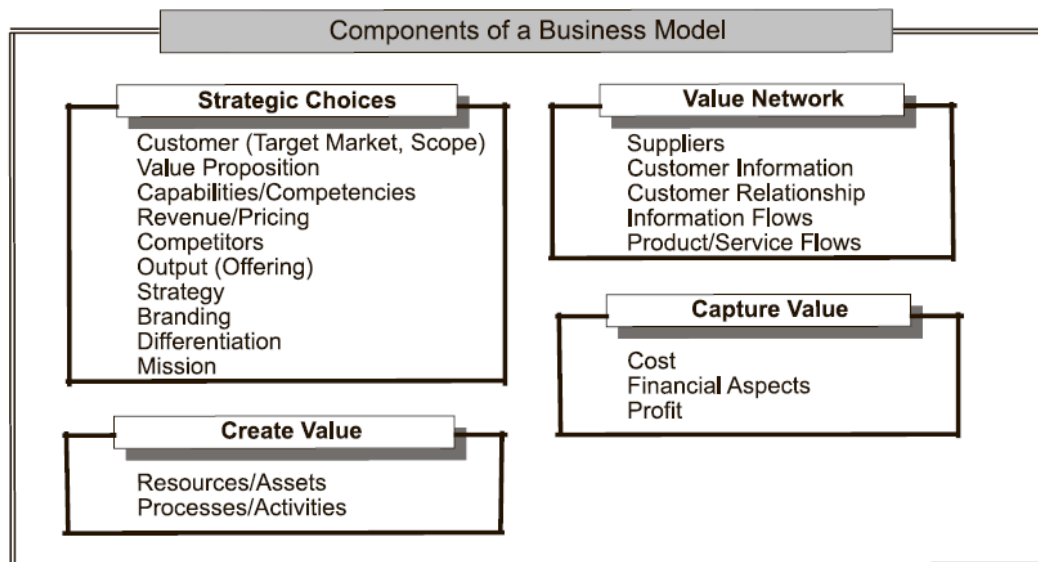 Components of a Business Model
Strategic Choices
Customer (Target Market, Scope)
Value Proposition
Capabilities/Competencies
Revenue/Pricing
Competitors
Output (Offering)
Strategy
Branding
Differentiation
Mission
Create Value
Resources/Assets
Processes/Activities
Value Network
Suppliers
Customer Information
Customer Relationship
Information Flows
Product/Service Flows
Capture Value
Cost
Financial Aspects
Profit